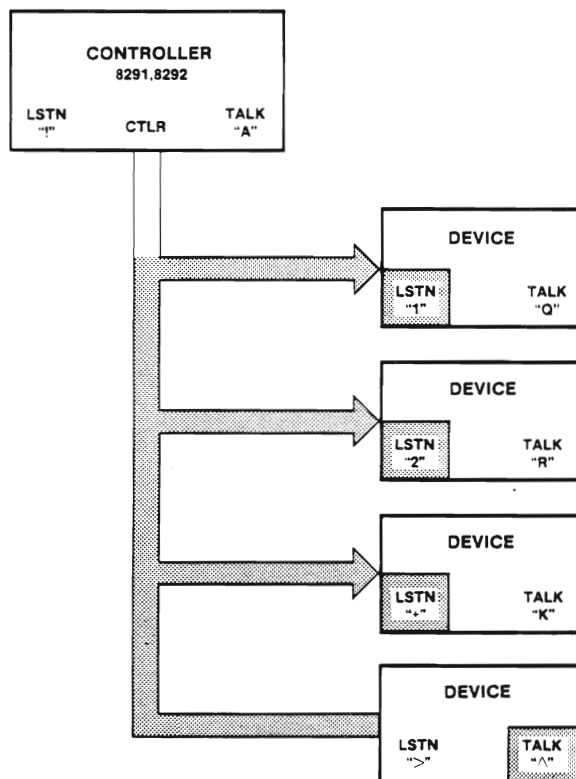 CONTROLLER
8291,8292
LSTN CTLR TALK
"!" "A"
DEVICE
LSTN TALK
"1" "Q"
DEVICE
LSTN TALK
"2" "R"
DEVICE
LSTN TALK
"+" "K"
DEVICE
LSTN TALK
">" "^"